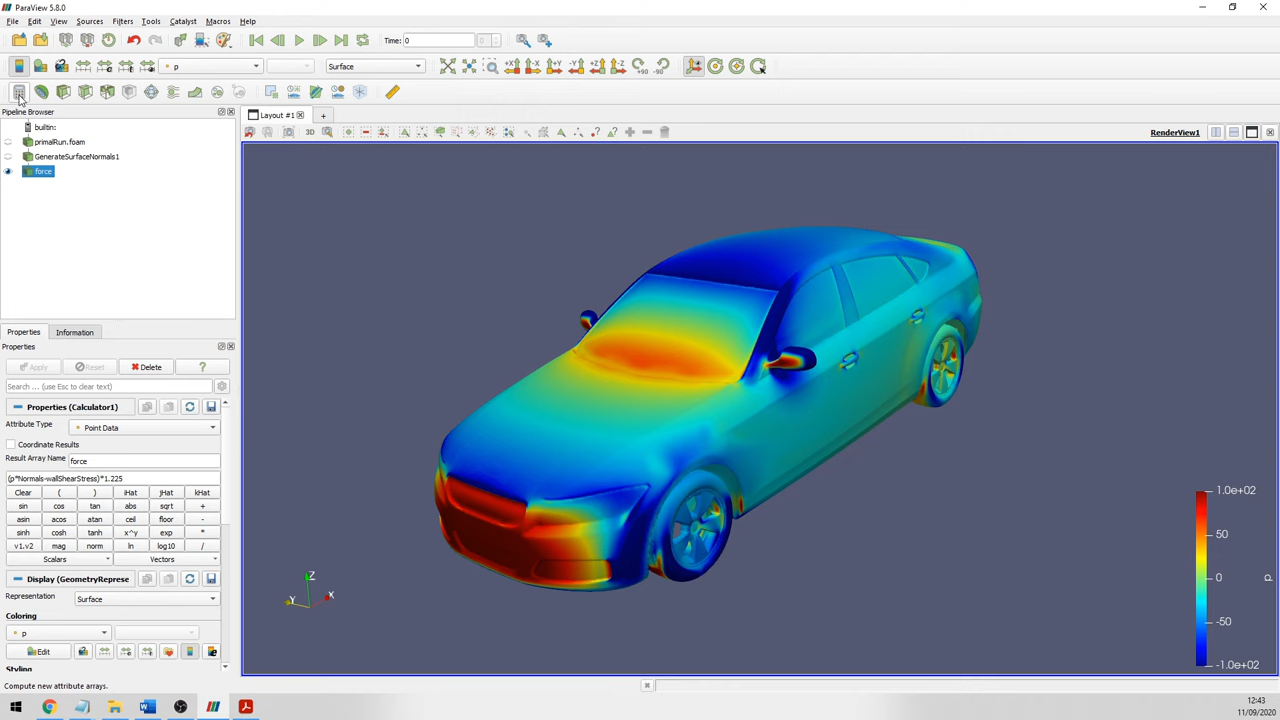 ParaView 5.8.0
File Edit View Sources Filters Tools Catalyst Macros Help
Time: 0 0
p Surface
+X -X +Y -Y +Z -Z +90 -90
Pipeline Browser
Layout #1 +
3D
RenderView1
builtin:
primalRun.foam
GenerateSurfaceNormals1
force
Properties Information
Properties
Apply Reset Delete ?
Search ... (use Esc to clear text)
Properties (Calculator1)
Attribute Type Point Data
Coordinate Results
Result Array Name force
(p*Normals-wallShearStress)*1.225
Clear ( ) iHat jHat kHat
sin cos tan abs sqrt +
asin acos atan ceil floor -
sinh cosh tanh x^y exp *
v1.v2 mag norm ln log10 /
Scalars Vectors
Display (GeometryReprese
Representation Surface
Coloring
p
Edit
Styling
Compute new attribute arrays.
Z
Y X
1.0e+02
50
0
-50
-1.0e+02
p
12:43
11/09/2020